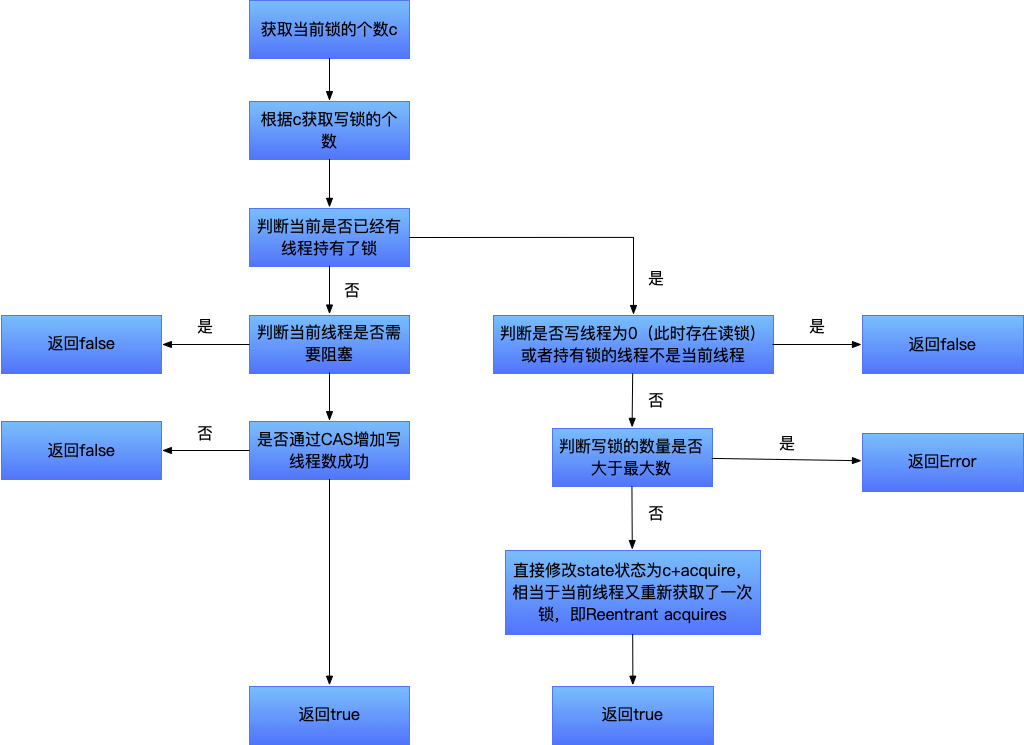 获取当前锁的个数c
根据c获取写锁的个
数
判断当前是否已经有
线程持有了锁
是
否
返回false
是
判断当前线程是否需
要阻塞
判断是否写线程为0（此时存在读锁）
或者持有锁的线程不是当前线程
是
返回false
否
返回false
否
是否通过CAS增加写
线程数成功
判断写锁的数量是否
大于最大数
是
返回Error
否
直接修改state状态为c+acquire，
相当于当前线程又重新获取了一次
锁，即Reentrant acquires
返回true
返回true